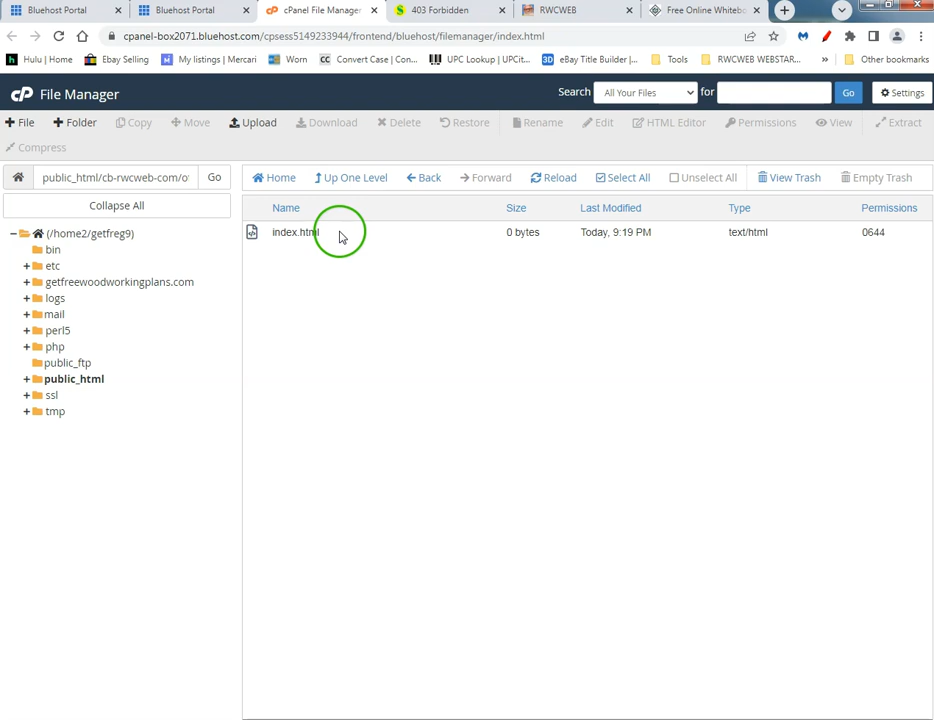 Bluehost Portal
Bluehost Portal
cPanel File Manager
403 Forbidden
RWCWEB
Free Online Whitebo
cpanel-box2071.bluehost.com/cpsess5149233944/frontend/bluehost/filemanager/index.html
Hulu | Home
Ebay Selling
My listings | Mercari
Worn
CC Convert Case | Con...
UPC Lookup | UPCit...
3D eBay Title Builder |...
Tools
RWCWEB WEBSTAR...
»
Other bookmarks
cP File Manager
Search All Your Files for Go Settings
+ File
+ Folder
Copy
Move
Upload
Download
Delete
Restore
Rename
Edit
HTML Editor
Permissions
View
Extract
Compress
public_html/cb-rwcweb-com/o
Go
Home
Up One Level
Back
Forward
Reload
Select All
Unselect All
View Trash
Empty Trash
Collapse All
Name Size Last Modified Type Permissions
index.html 0 bytes Today, 9:19 PM text/html 0644
− (/home2/getfreg9)
bin
+ etc
+ getfreewoodworkingplans.com
+ logs
+ mail
+ perl5
+ php
public_ftp
+ public_html
+ ssl
+ tmp